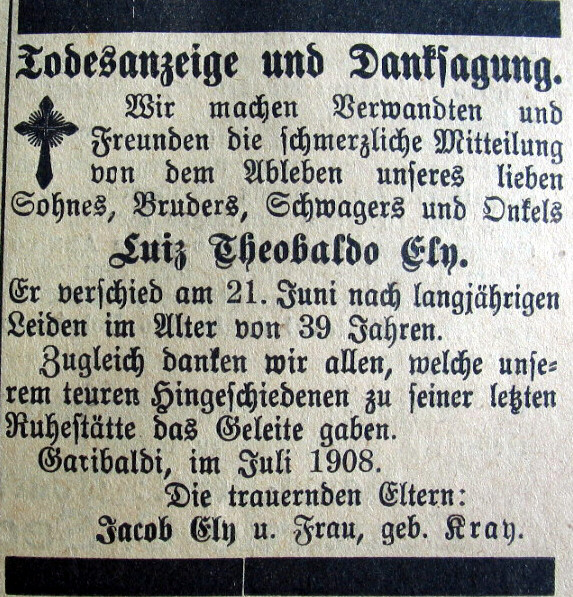 Todesanzeige und Danksagung.
Wir machen Verwandten und
Freunden die schmerzliche Mitteilung
von dem Ableben unseres lieben
Sohnes, Bruders, Schwagers und Onkels
Luiz Theobaldo Ely.
Er verschied am 21. Juni nach langjährigen
Leiden im Alter von 39 Jahren.
Zugleich danken wir allen, welche unse-
rem teuren Hingeschiedenen zu seiner letzten
Ruhestätte das Geleite gaben.
Garibaldi, im Juli 1908.
Die trauernden Eltern:
Jacob Ely u. Frau, geb. Kray.